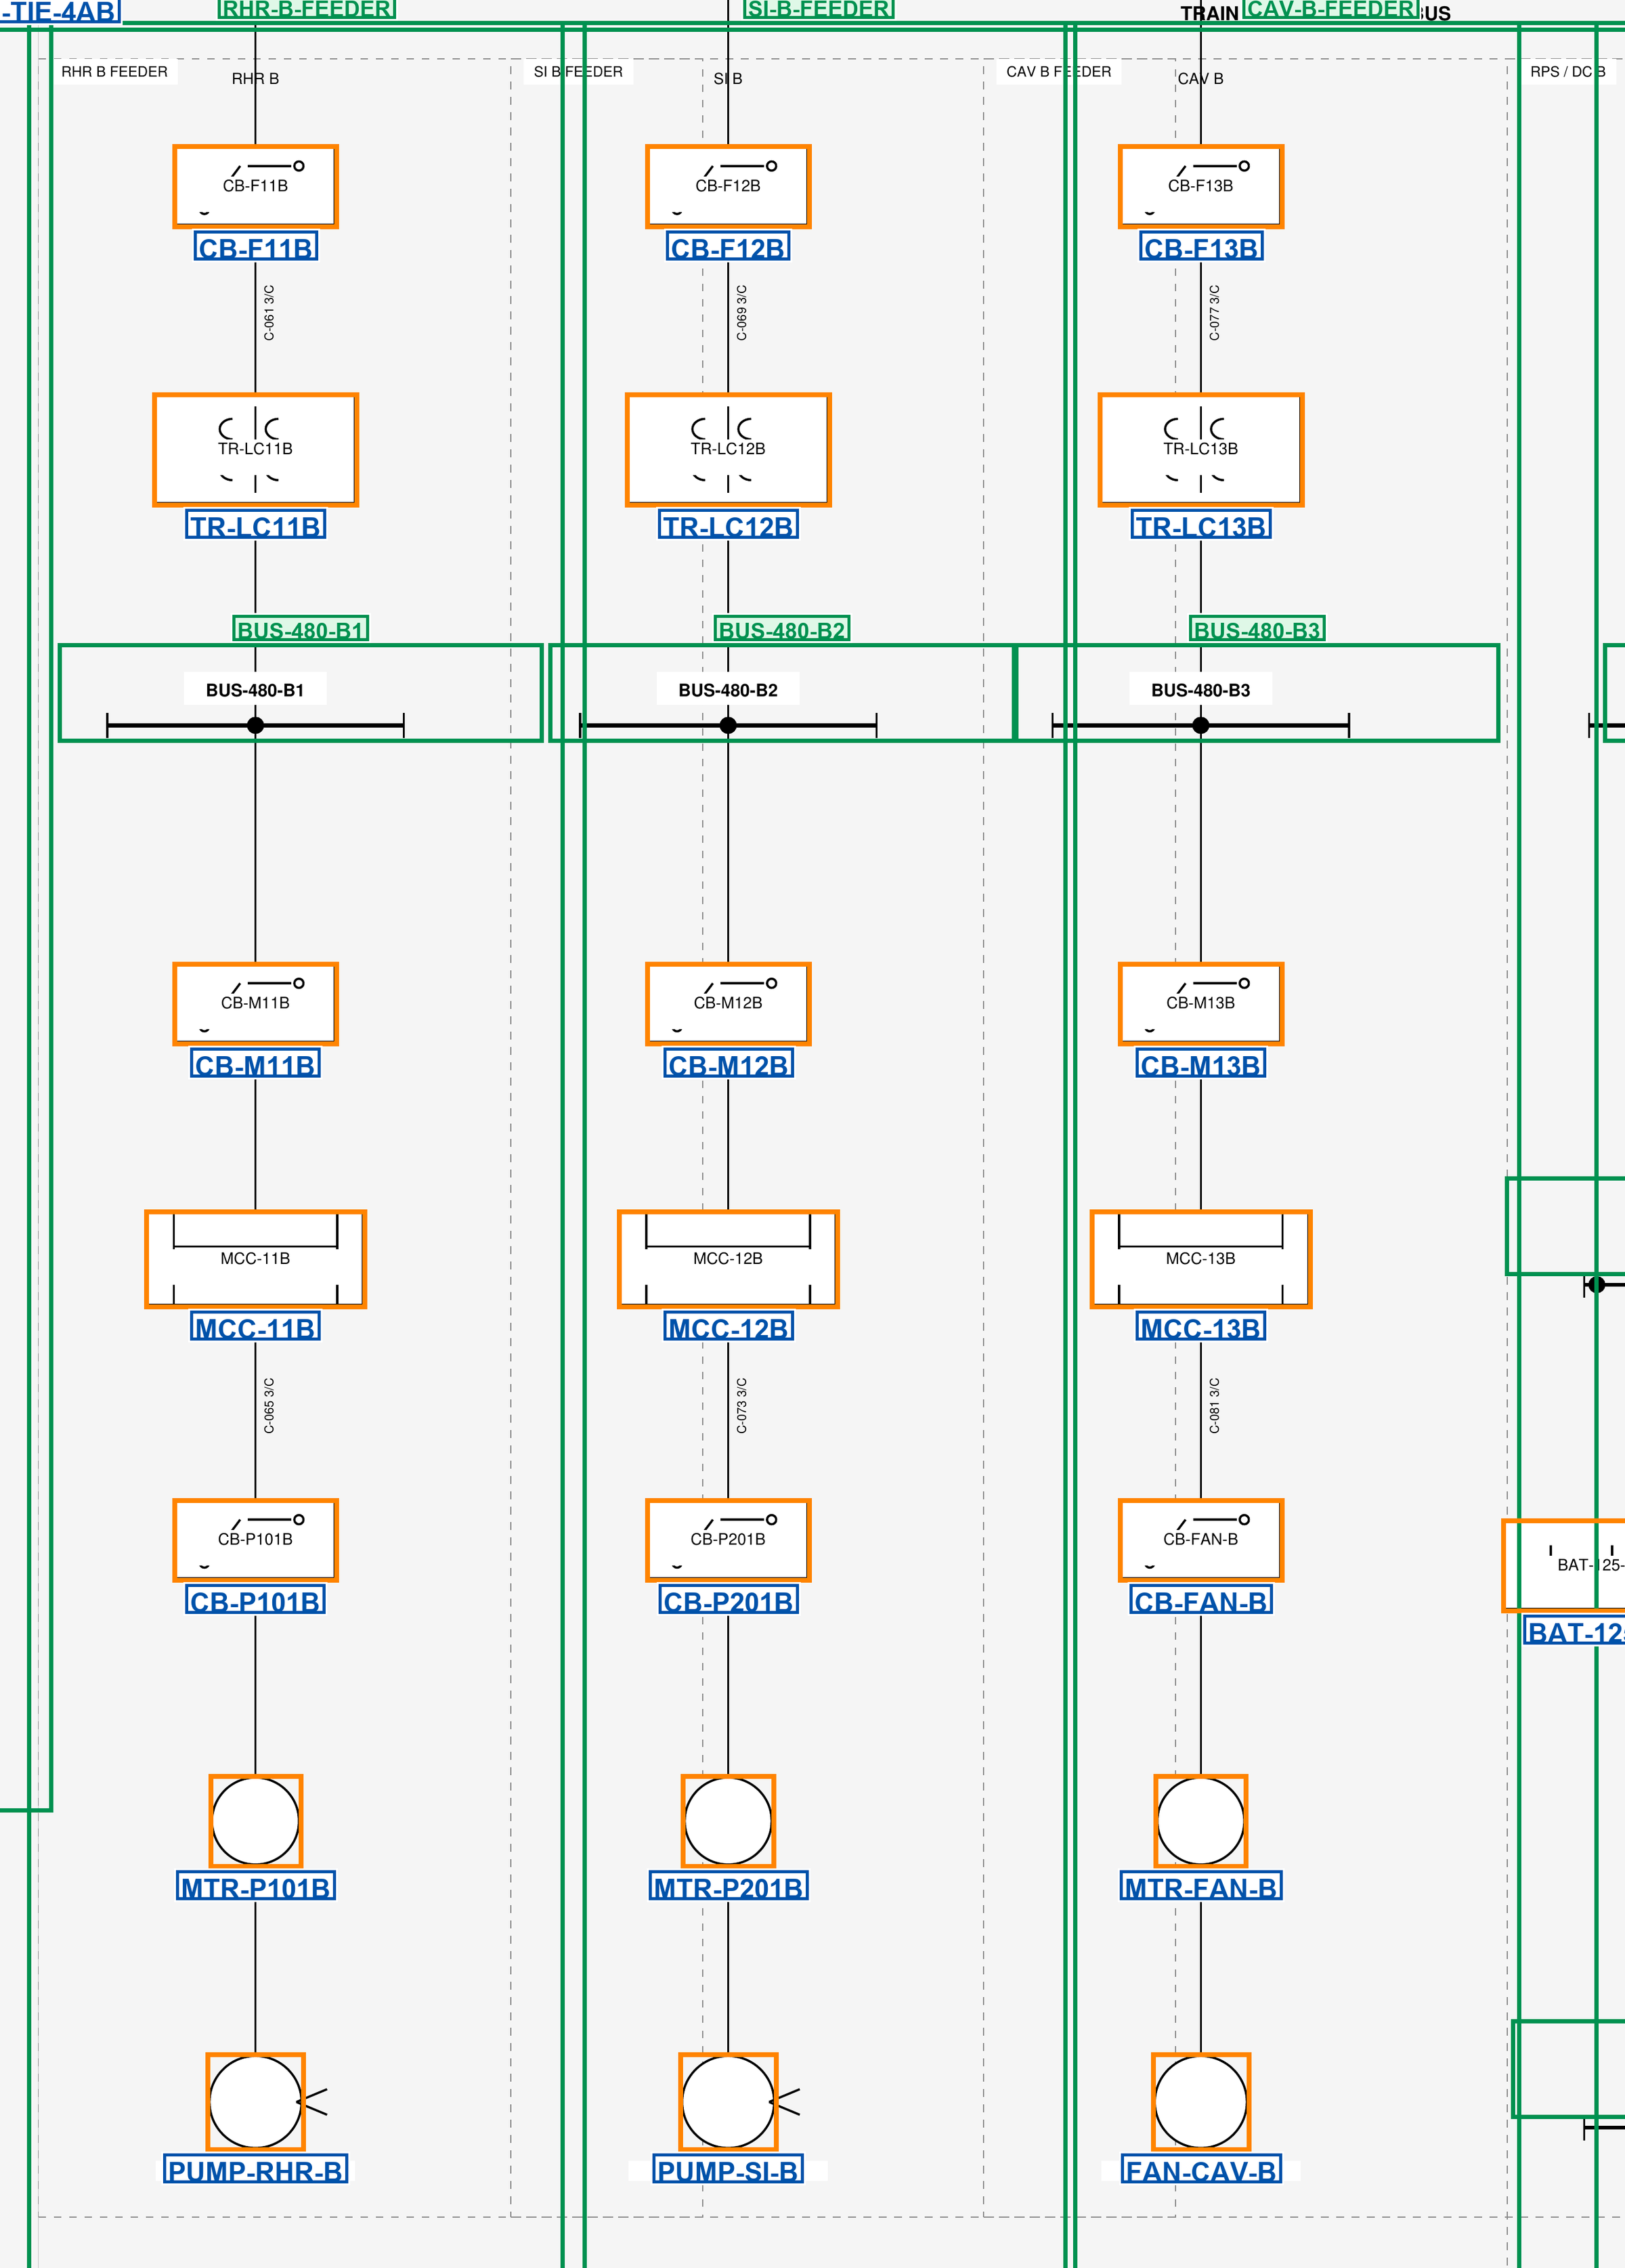 -TIE-4AB
RHR-B-FEEDER
SI-B-FEEDER
TRAIN
CAV-B-FEEDER
BUS
RHR B FEEDER
RHR B
SI B FEEDER
SI B
CAV B FEEDER
CAV B
RPS / DC B
CB-F11B
CB-F12B
CB-F13B
CB-F11B
CB-F12B
CB-F13B
C-061 3/C
C-069 3/C
C-077 3/C
TR-LC11B
TR-LC12B
TR-LC13B
TR-LC11B
TR-LC12B
TR-LC13B
BUS-480-B1
BUS-480-B2
BUS-480-B3
BUS-480-B1
BUS-480-B2
BUS-480-B3
CB-M11B
CB-M12B
CB-M13B
CB-M11B
CB-M12B
CB-M13B
MCC-11B
MCC-12B
MCC-13B
MCC-11B
MCC-12B
MCC-13B
C-065 3/C
C-073 3/C
C-081 3/C
CB-P101B
CB-P201B
CB-FAN-B
BAT-125-
CB-P101B
CB-P201B
CB-FAN-B
BAT-125
MTR-P101B
MTR-P201B
MTR-FAN-B
PUMP-RHR-B
PUMP-SI-B
FAN-CAV-B